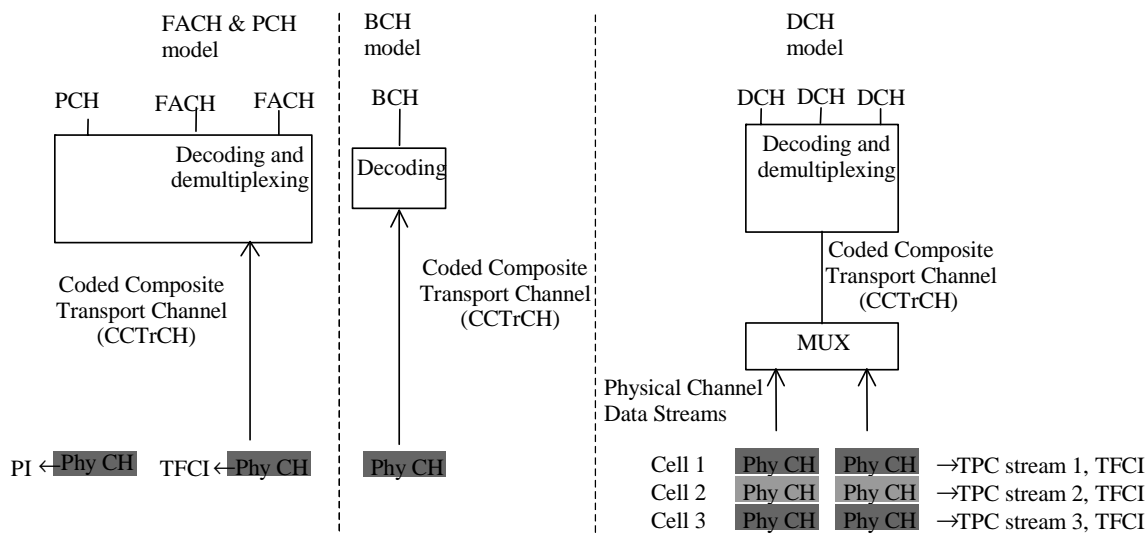 FACH & PCH
model
PCH
FACH
FACH
Decoding and
demultiplexing
Coded Composite
Transport Channel
(CCTrCH)
PI ← Phy CH
TFCI ← Phy CH
BCH
model
BCH
Decoding
Coded Composite
Transport Channel
(CCTrCH)
Phy CH
DCH
model
DCH DCH DCH
Decoding and
demultiplexing
Coded Composite
Transport Channel
(CCTrCH)
MUX
Physical Channel
Data Streams
Cell 1 Phy CH Phy CH →TPC stream 1, TFCI
Cell 2 Phy CH Phy CH →TPC stream 2, TFCI
Cell 3 Phy CH Phy CH →TPC stream 3, TFCI